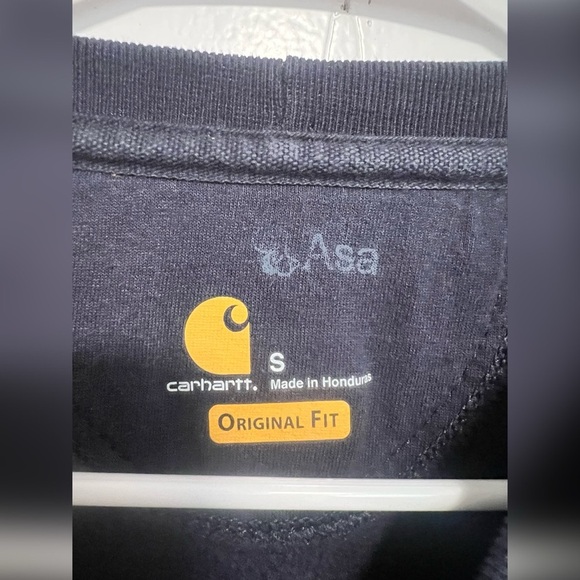 Asa
S
carhartt. Made in Honduras
ORIGINAL FIT